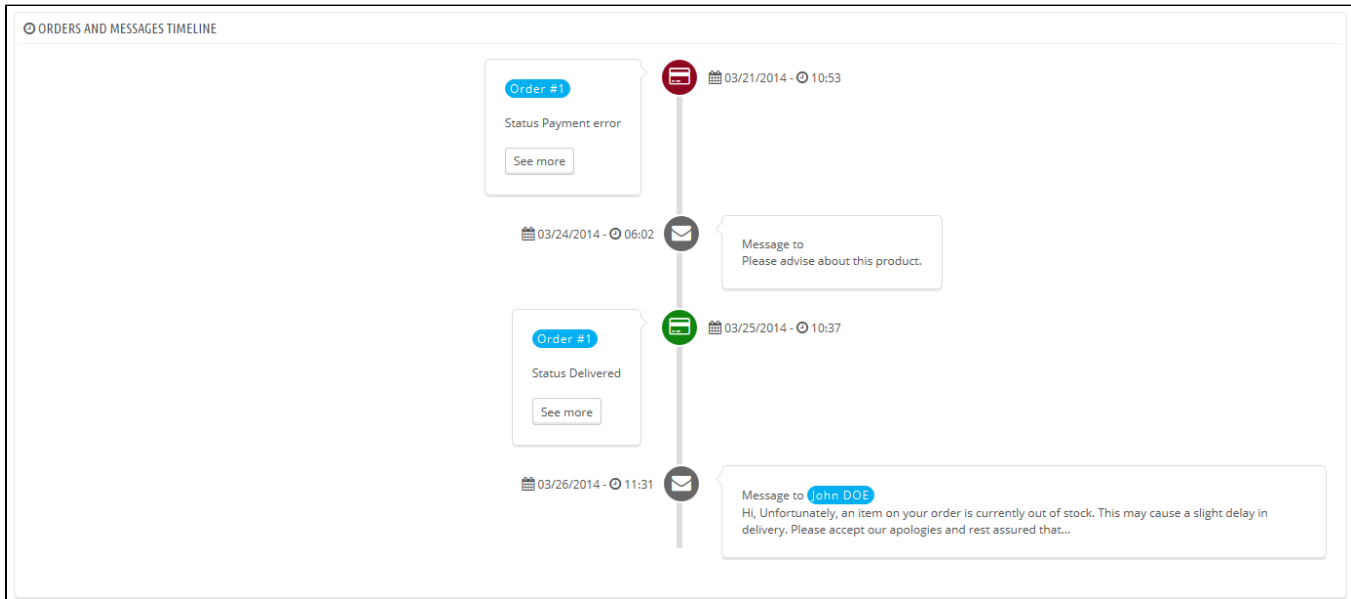 ORDERS AND MESSAGES TIMELINE
Order #1
Status Payment error
See more
03/21/2014 - 10:53
03/24/2014 - 06:02
Message to
Please advise about this product.
Order #1
Status Delivered
See more
03/25/2014 - 10:37
03/26/2014 - 11:31
Message to John DOE
Hi, Unfortunately, an item on your order is currently out of stock. This may cause a slight delay in
delivery. Please accept our apologies and rest assured that...